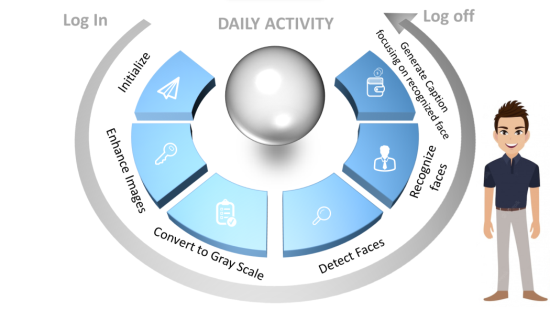 Log In
DAILY ACTIVITY
Log off
Initialize
Enhance Images
Convert to Gray Scale
Detect Faces
Recognize
faces
Generate Caption
focusing on recognized face